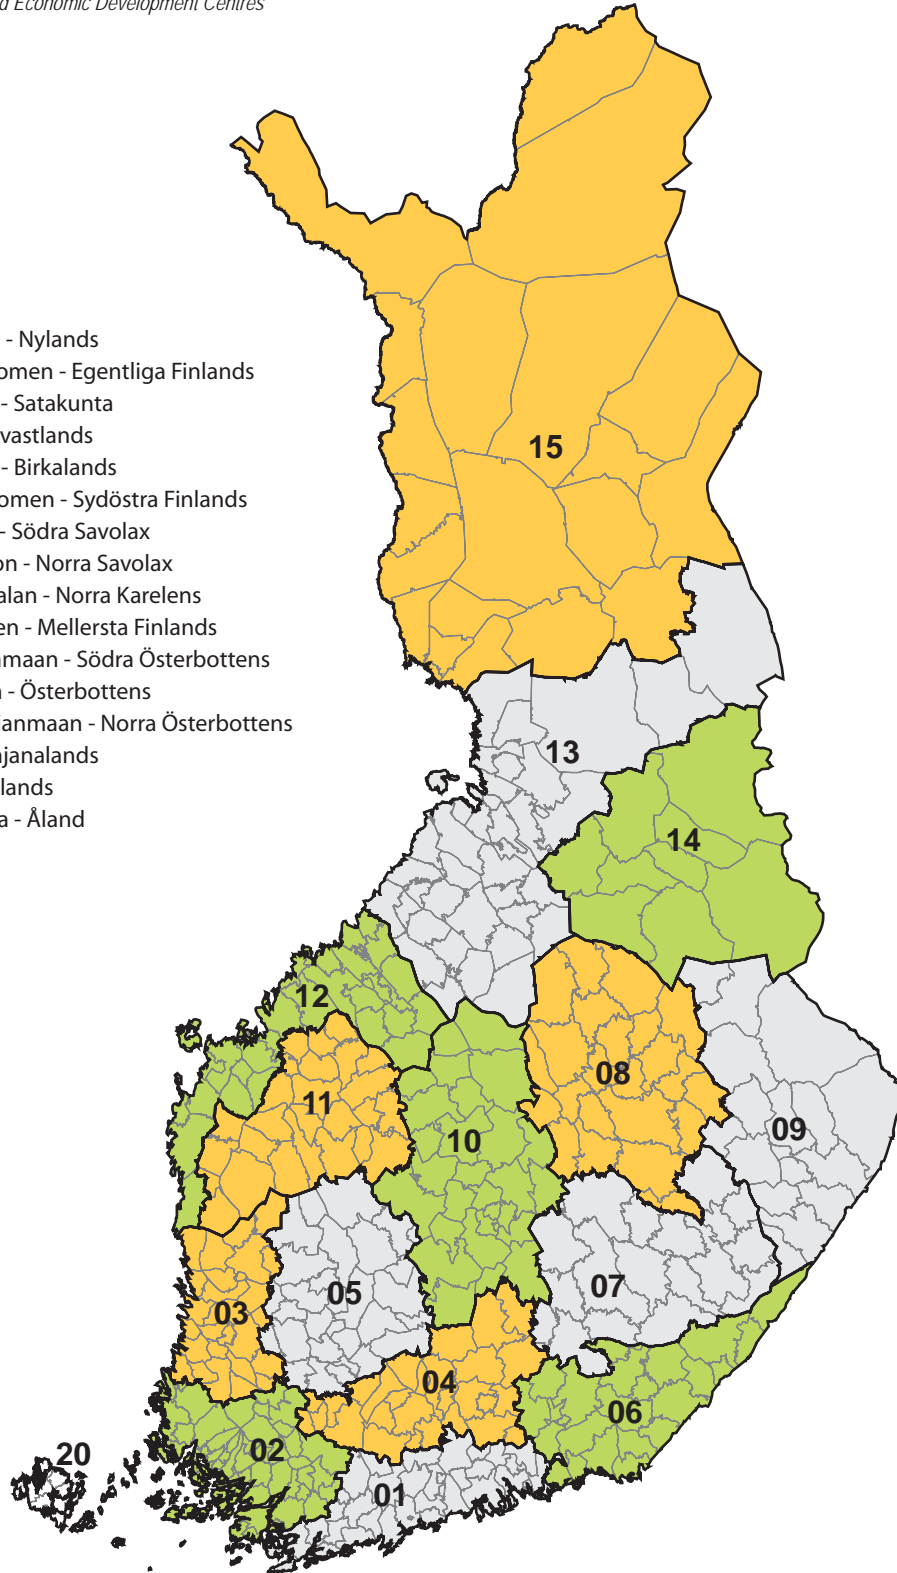 d Economic Development Centres
- Nylands
omen - Egentliga Finlands
- Satakunta
vastlands
- Birkalands
omen - Sydöstra Finlands
- Södra Savolax
on - Norra Savolax
alan - Norra Karelens
en - Mellersta Finlands
maan - Södra Österbottens
- Österbottens
janmaan - Norra Österbottens
janalands
lands
a - Åland
15
13
14
12
11
08
10
09
05
07
03
04
06
20
02
01